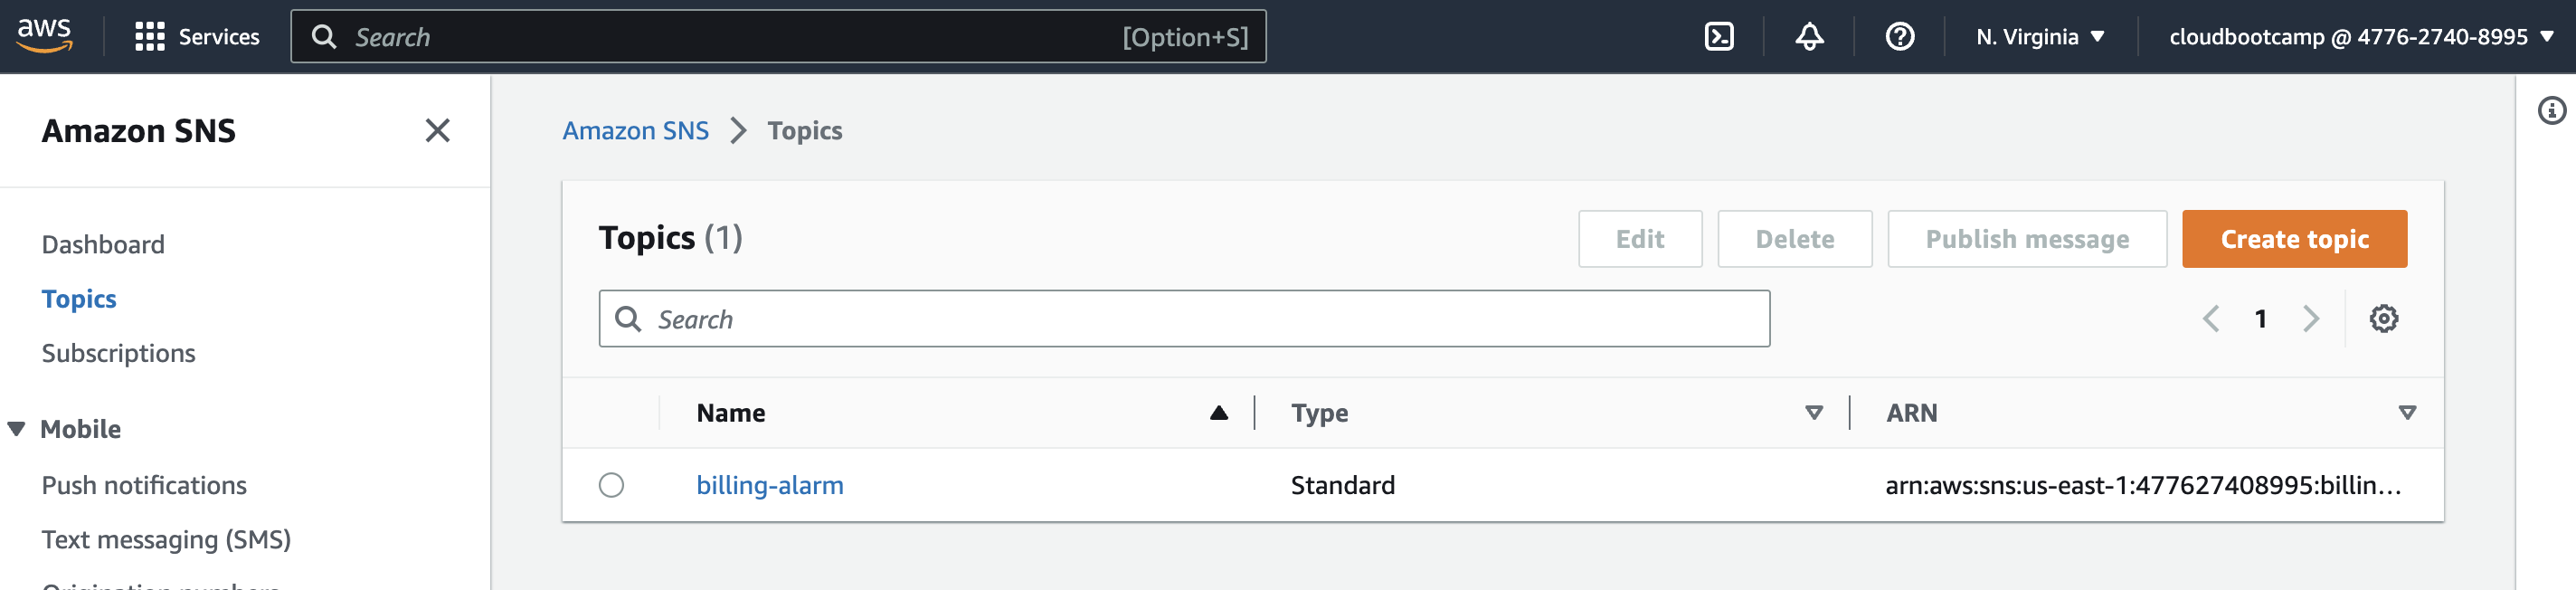 aws
Services
Search
[Option+S]
N. Virginia
cloudbootcamp @ 4776-2740-8995
Amazon SNS
Dashboard
Topics
Subscriptions
Mobile
Push notifications
Text messaging (SMS)
Origination numbers
Amazon SNS
Topics
Topics (1)
Edit
Delete
Publish message
Create topic
Search
1
Name
Type
ARN
billing-alarm
Standard
arn:aws:sns:us-east-1:477627408995:billin...